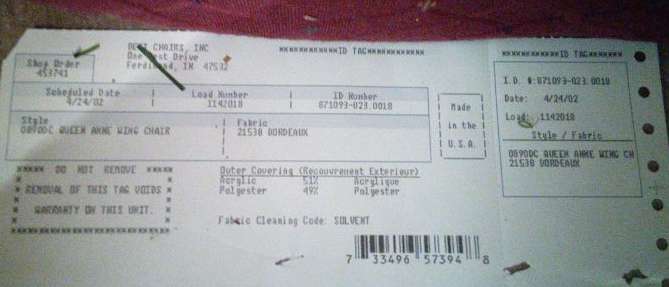 BEST CHAIRS, INC
One Best Drive
Ferdinand, IN 47532
**************ID TAG**************
Shop Order
453741
Scheduled Date
4/24/02
Load Number
1142018
ID Number
871093-023.0018
Made
in the
U.S.A.
Style
0890DC QUEEN ANNE WING CHAIR
Fabric
21538 BORDEAUX
***** DO NOT REMOVE *****
REMOVAL OF THIS TAG VOIDS
WARRANTY ON THIS UNIT.
Outer Covering (Recouvrement Exterieur)
Acrylic 51% Acrylique
Polyester 49% Polyester
Fabric Cleaning Code: SOLVENT
7 33496 57394 8
**********ID TAG**********
I.D. #:871093-023.0018
Date: 4/24/02
Load: 1142018
Style / Fabric
0890DC QUEEN ANNE WING CH
21538 BORDEAUX